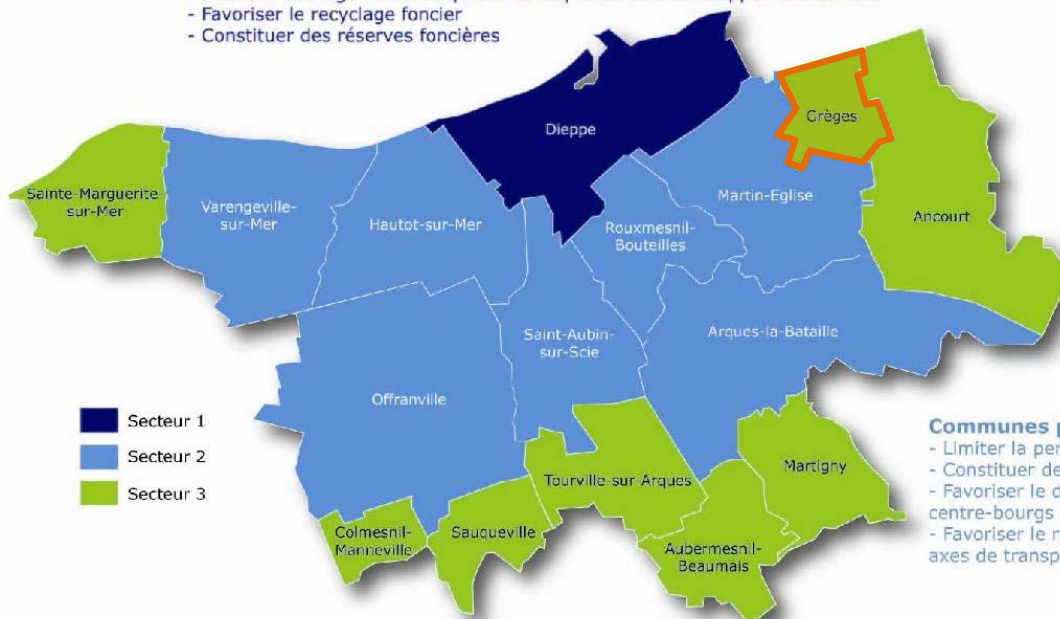 - Favoriser le recyclage foncier
- Constituer des réserves foncières
Dieppe
Grèges
Sainte-Marguerite-
sur-Mer
Varengeville-
sur-Mer
Hautot-sur-Mer
Rouxmesnil-
Bouteilles
Martin-Eglise
Ancourt
Saint-Aubin-
sur-Scie
Arques-la-Bataille
Offranville
Secteur 1
Secteur 2
Secteur 3
Tourville-sur-Arques
Martigny
Colmesnil-
Manneville
Sauqueville
Aubermesnil-
Beaumais
Communes p
- Limiter la per
- Constituer de
- Favoriser le d
centre-bourgs
- Favoriser le r
axes de transp